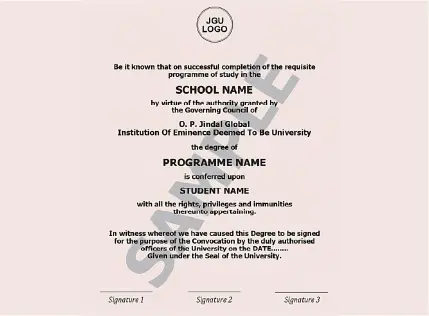 JGU
LOGO
Be it known that on successful completion of the requisite
programme of study in the
SCHOOL NAME
by virtue of the authority granted by
the Governing Council of
O. P. Jindal Global
Institution Of Eminence Deemed To Be University
the degree of
PROGRAMME NAME
is conferred upon
STUDENT NAME
with all the rights, privileges and immunities
thereunto appertaining.
In witness whereof we have caused this Degree to be signed
for the purpose of the Convocation by the duly authorised
officers of the University on the DATE........
Given under the Seal of the University.
SAMPLE
Signature 1 Signature 2 Signature 3